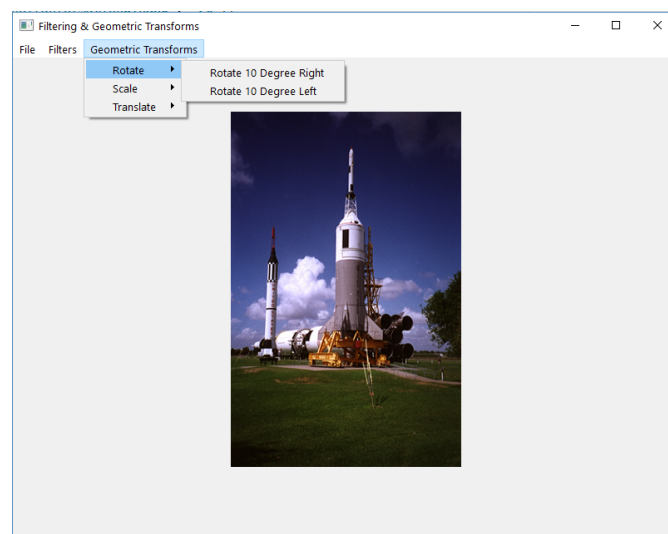 Filtering & Geometric Transforms
File Filters Geometric Transforms
Rotate
Rotate 10 Degree Right
Scale
Rotate 10 Degree Left
Translate